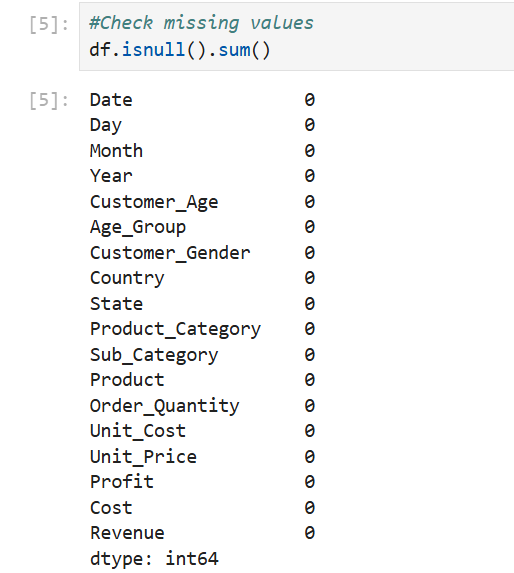 [5]: #Check missing values
df.isnull().sum()
[5]: Date 0
Day 0
Month 0
Year 0
Customer_Age 0
Age_Group 0
Customer_Gender 0
Country 0
State 0
Product_Category 0
Sub_Category 0
Product 0
Order_Quantity 0
Unit_Cost 0
Unit_Price 0
Profit 0
Cost 0
Revenue 0
dtype: int64